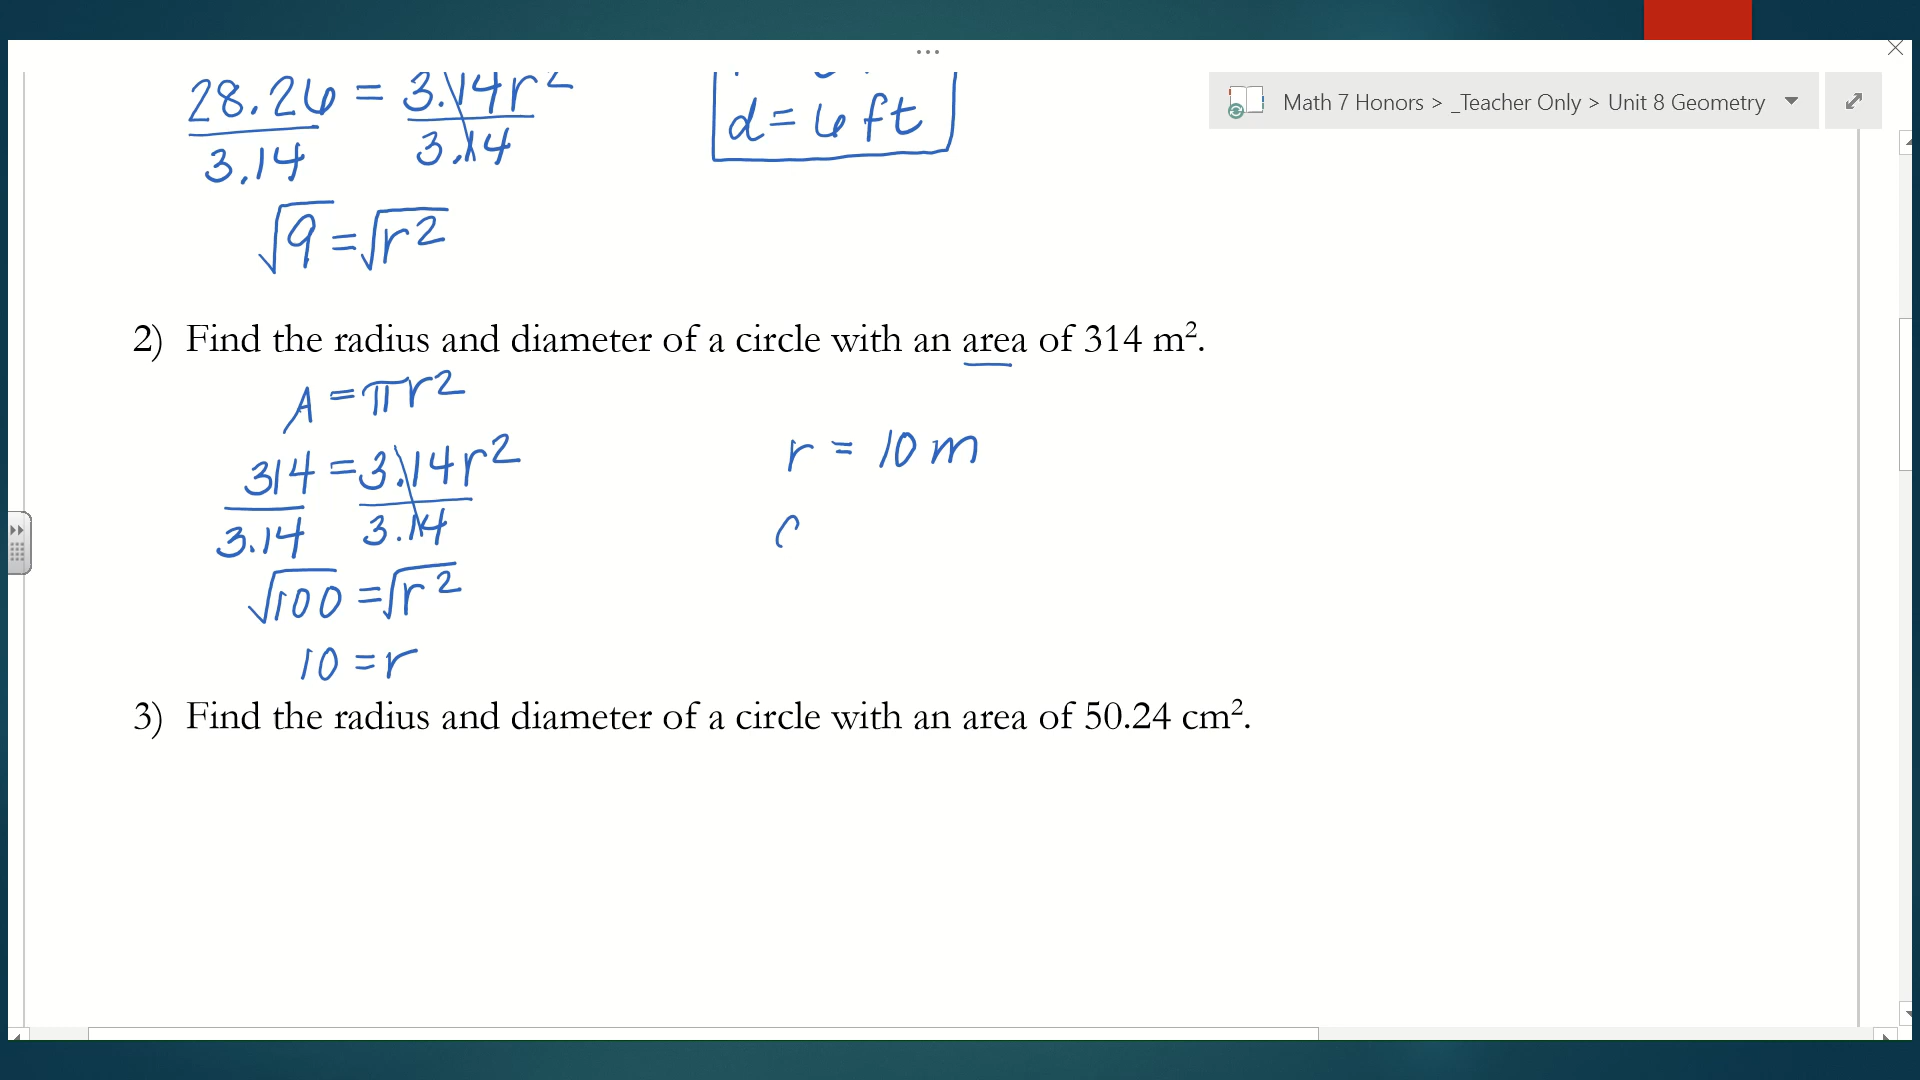 Math 7 Honors > _Teacher Only > Unit 8 Geometry
28.26 = 3.14r²
3.14 3.14
d = 6 ft
√9 = √r²
2) Find the radius and diameter of a circle with an area of 314 m².
A = πr²
314 = 3.14r²
3.14 3.14
r = 10 m
√100 = √r²
10 = r
3) Find the radius and diameter of a circle with an area of 50.24 cm².